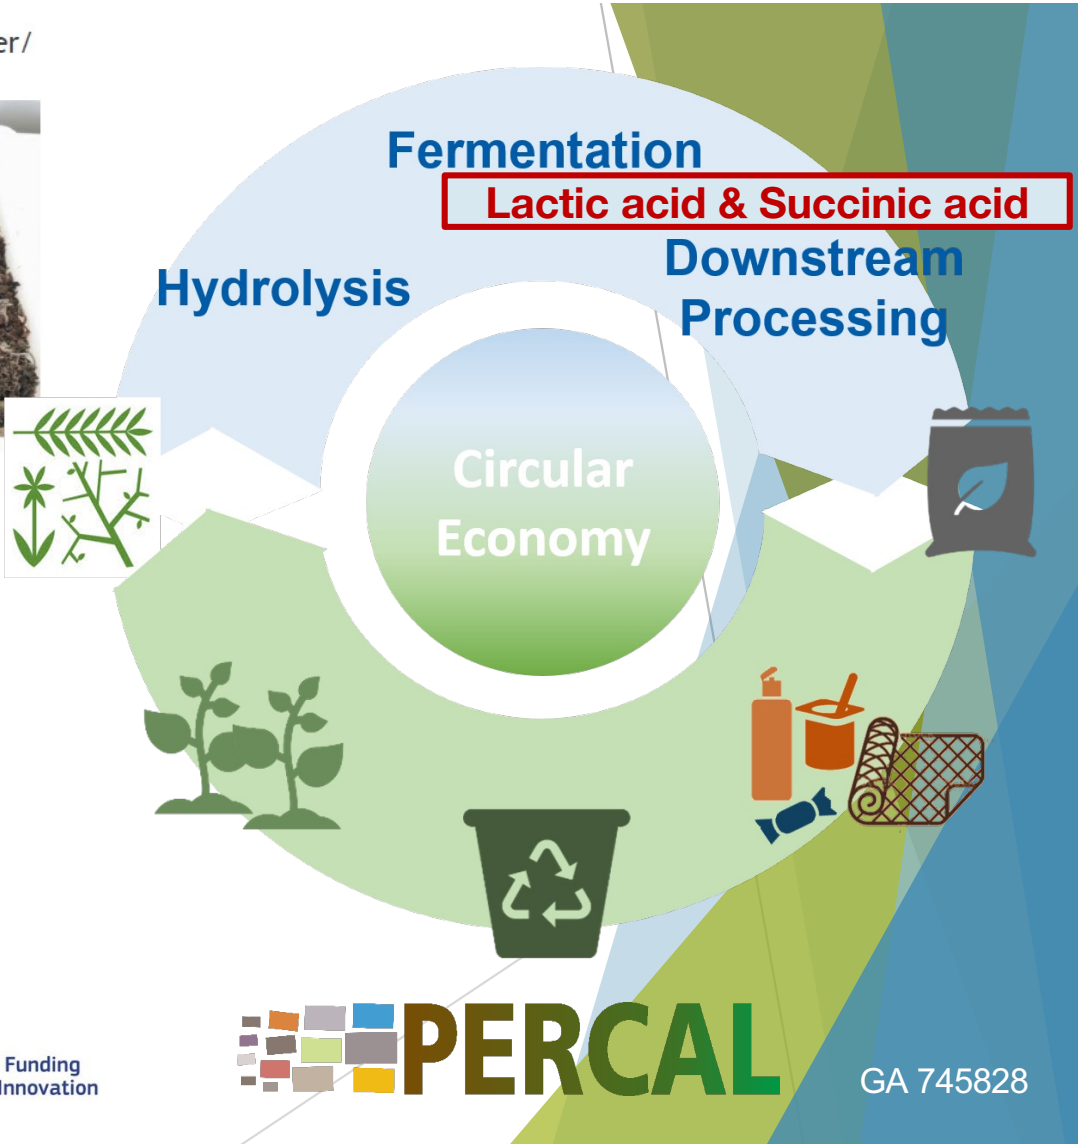 er/
Fermentation
Lactic acid & Succinic acid
Hydrolysis
Downstream
Processing
Circular
Economy
PERCAL
Funding
Innovation
GA 745828